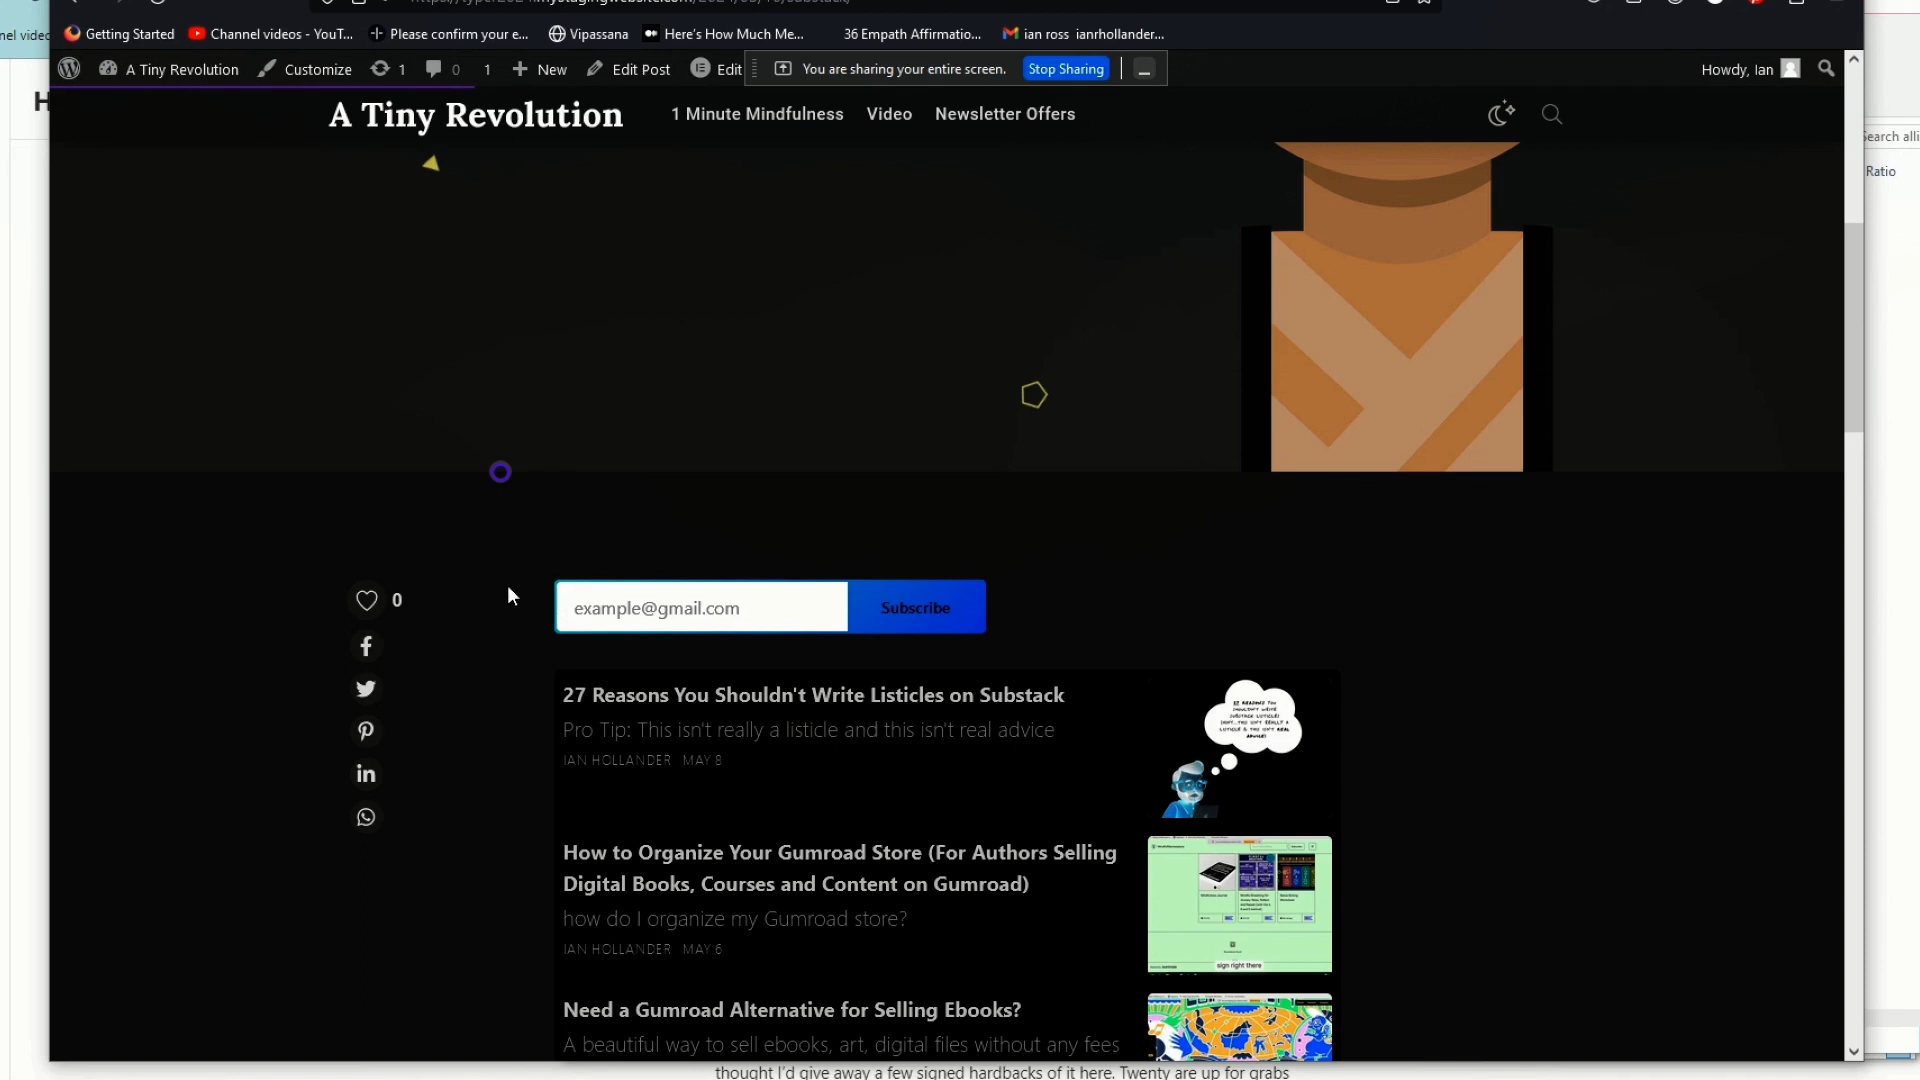 Getting Started
Channel videos - YouT...
Please confirm your e...
Vipassana
Here's How Much Me...
36 Empath Affirmatio...
ian ross ianrhollander...
A Tiny Revolution
Customize
1
0
1
New
Edit Post
Edit
You are sharing your entire screen.
Stop Sharing
Howdy, Ian
A Tiny Revolution
1 Minute Mindfulness
Video
Newsletter Offers
Ratio
0
example@gmail.com
Subscribe
27 Reasons You Shouldn't Write Listicles on Substack
Pro Tip: This isn't really a listicle and this isn't real advice
IAN HOLLANDER MAY 8
How to Organize Your Gumroad Store (For Authors Selling
Digital Books, Courses and Content on Gumroad)
how do I organize my Gumroad store?
IAN HOLLANDER MAY 6
sign right there
Need a Gumroad Alternative for Selling Ebooks?
A beautiful way to sell ebooks, art, digital files without any fees
thought I'd give away a few signed hardbacks of it here. Twenty are up for grabs